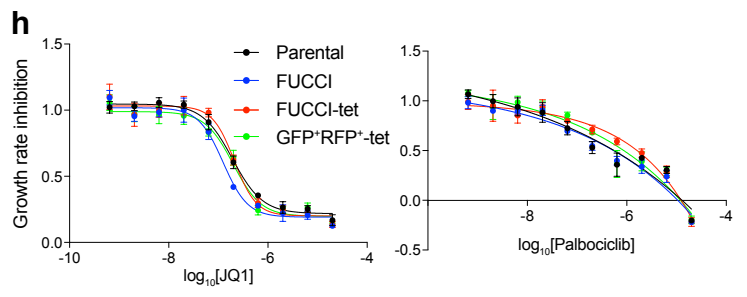 h
Growth rate inhibition
1.5
1.0
0.5
0.0
-10
-8
-6
-4
log10[JQ1]
Parental
FUCCI
FUCCI-tet
GFP+RFP+-tet
1.5
1.0
0.5
0.0
-0.5
-8
-6
-4
log10[Palbociclib]